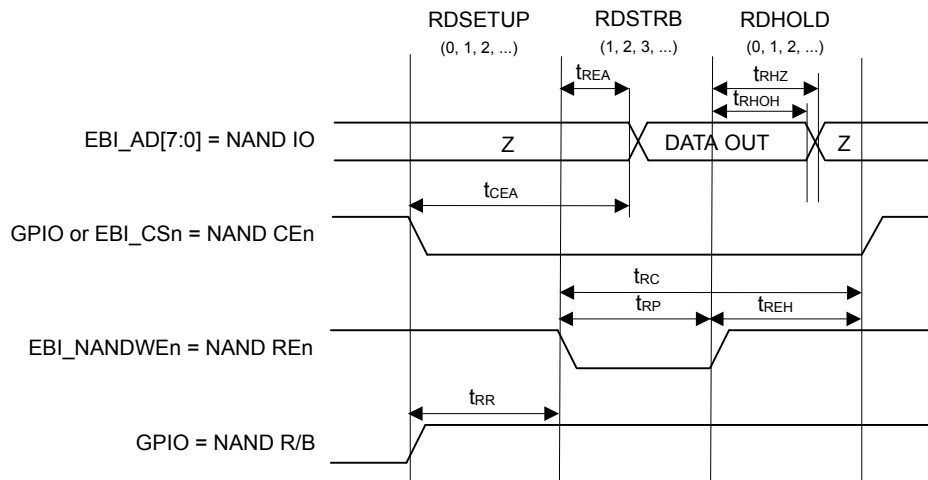 RDSETUP RDSTRB RDHOLD
(0, 1, 2, ...) (1, 2, 3, ...) (0, 1, 2, ...)
tREA tRHZ
tRHOH
EBI_AD[7:0] = NAND IO Z DATA OUT Z
tCEA
GPIO or EBI_CSn = NAND CEn
tRC
tRP tREH
EBI_NANDWEn = NAND REn
tRR
GPIO = NAND R/B